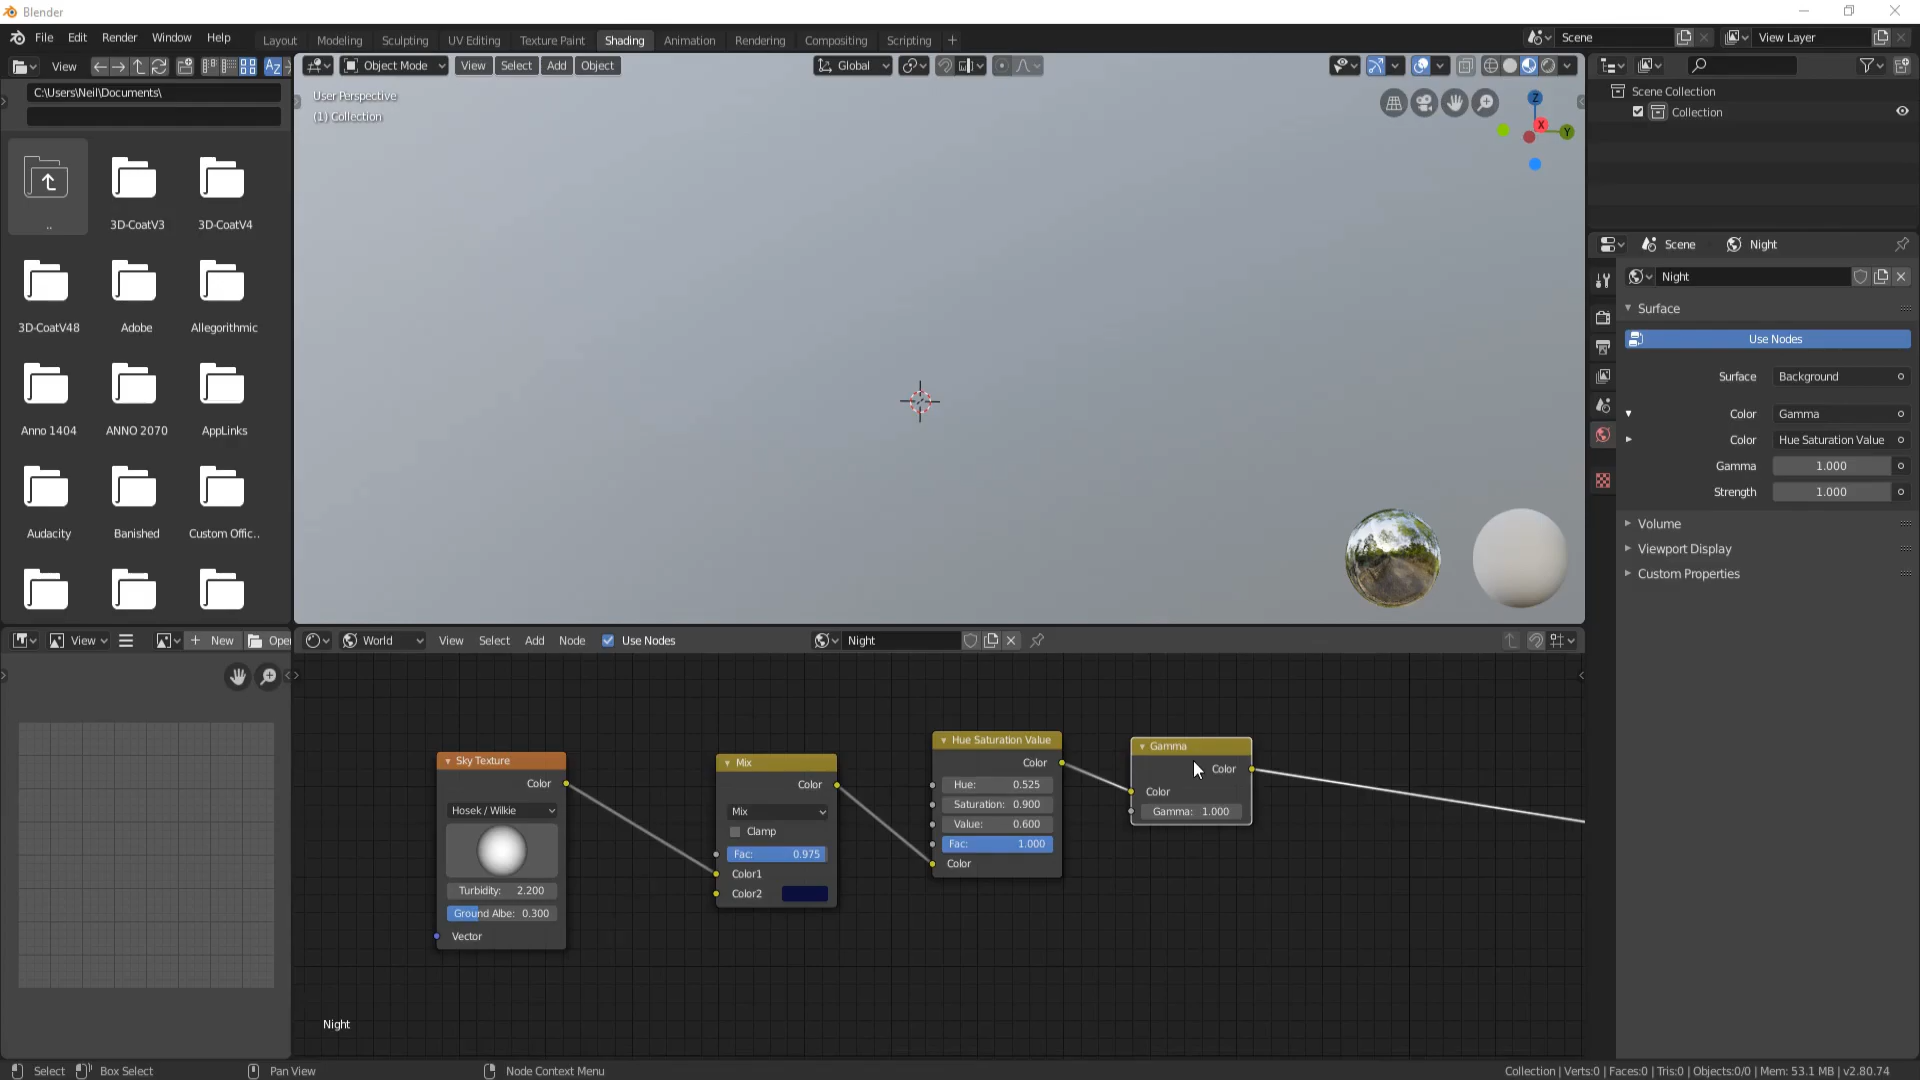 Blender
File Edit Render Window Help
Layout Modeling Sculpting UV Editing Texture Paint Shading Animation Rendering Compositing Scripting +
Scene
View Layer
View
Object Mode View Select Add Object
Global
C:\Users\Neil\Documents\
User Perspective
(1) Collection
Z
X
Y
Scene Collection
Collection
..
3D-CoatV3
3D-CoatV4
3D-CoatV48
Adobe
Allegorithmic
Anno 1404
ANNO 2070
AppLinks
Audacity
Banished
Custom Offic..
Scene Night
Night
Surface
Use Nodes
Surface Background
Color Gamma
Color Hue Saturation Value
Gamma 1.000
Strength 1.000
Volume
Viewport Display
Custom Properties
View
+ New
Ope
World View Select Add Node Use Nodes
Night
Sky Texture
Color
Hosek / Wilkie
Turbidity: 2.200
Ground Albe: 0.300
Vector
Mix
Color
Mix
Clamp
Fac: 0.975
Color1
Color2
Hue Saturation Value
Color
Hue: 0.525
Saturation: 0.900
Value: 0.600
Fac: 1.000
Color
Gamma
Color
Color
Gamma: 1.000
Night
Select Box Select Pan View Node Context Menu
Collection | Verts:0 | Faces:0 | Tris:0 | Objects:0/0 | Mem: 53.1 MB | v2.80.74